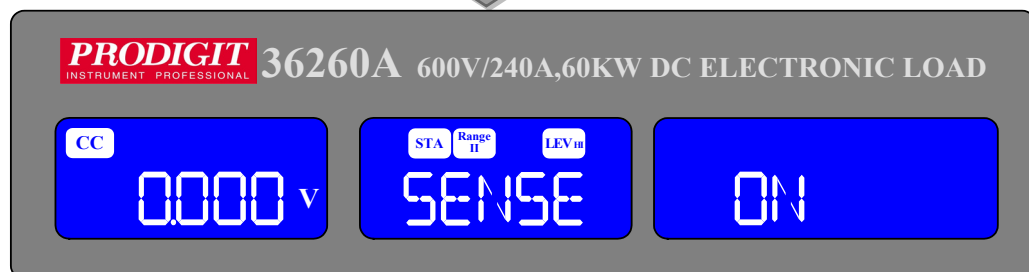 PRODIGIT
INSTRUMENT PROFESSIONAL
36260A 600V/240A,60KW DC ELECTRONIC LOAD
CC
0.000 V
STA Range II LEV HI
SENSE
ON